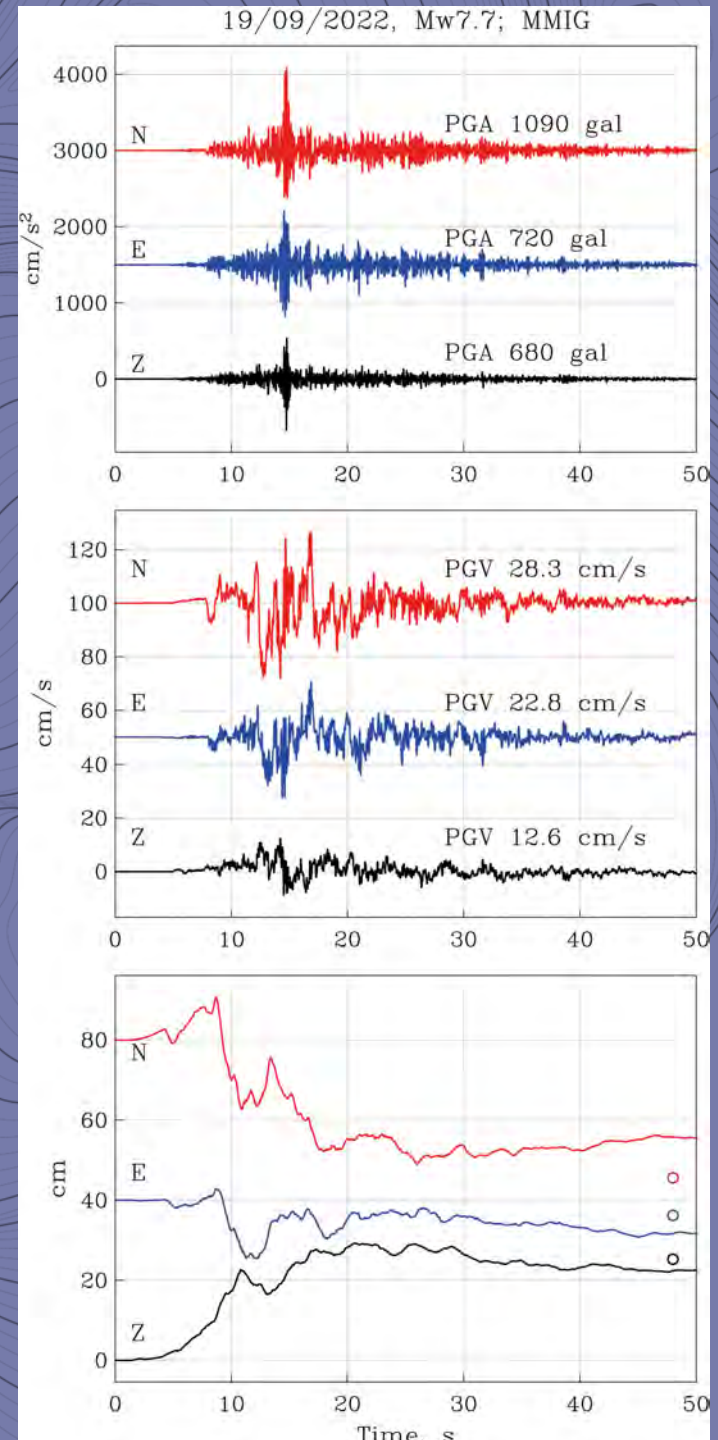 19/09/2022, Mw7.7; MMIG
4000
N
PGA 1090 gal
3000
cm/s²
2000
E
PGA 720 gal
1000
Z
PGA 680 gal
0
0 10 20 30 40 50
120
N
PGV 28.3 cm/s
100
80
cm/s
60
E
PGV 22.8 cm/s
40
20
Z
PGV 12.6 cm/s
0
0 10 20 30 40 50
80
N
60
cm
E
40
20
Z
0
0 10 20 30 40 50
Time, s